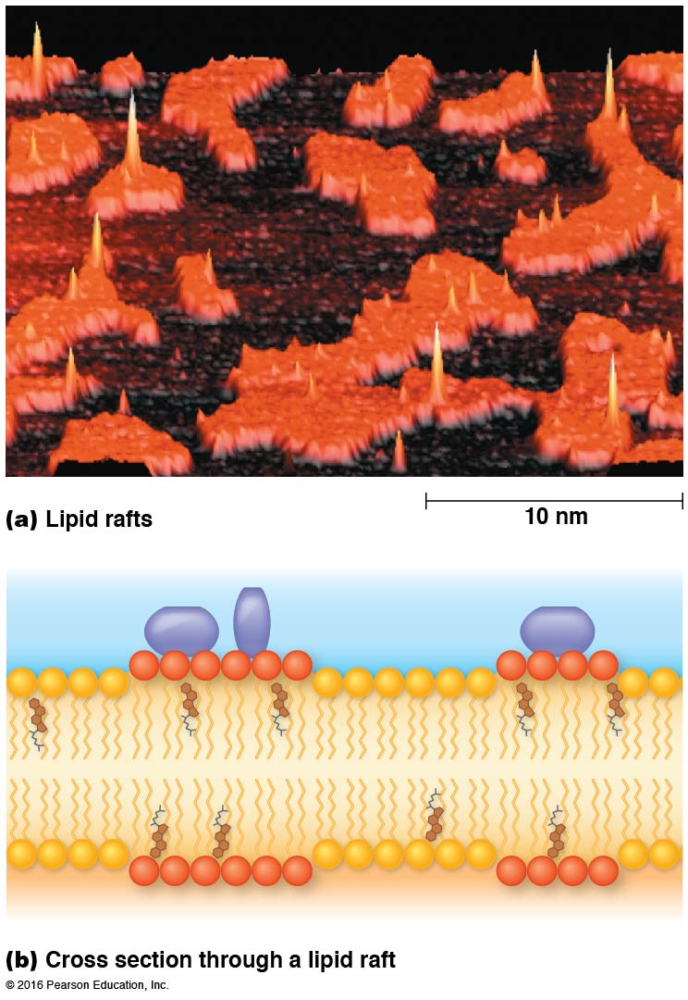 10 nm
(a) Lipid rafts
(b) Cross section through a lipid raft
© 2016 Pearson Education, Inc.